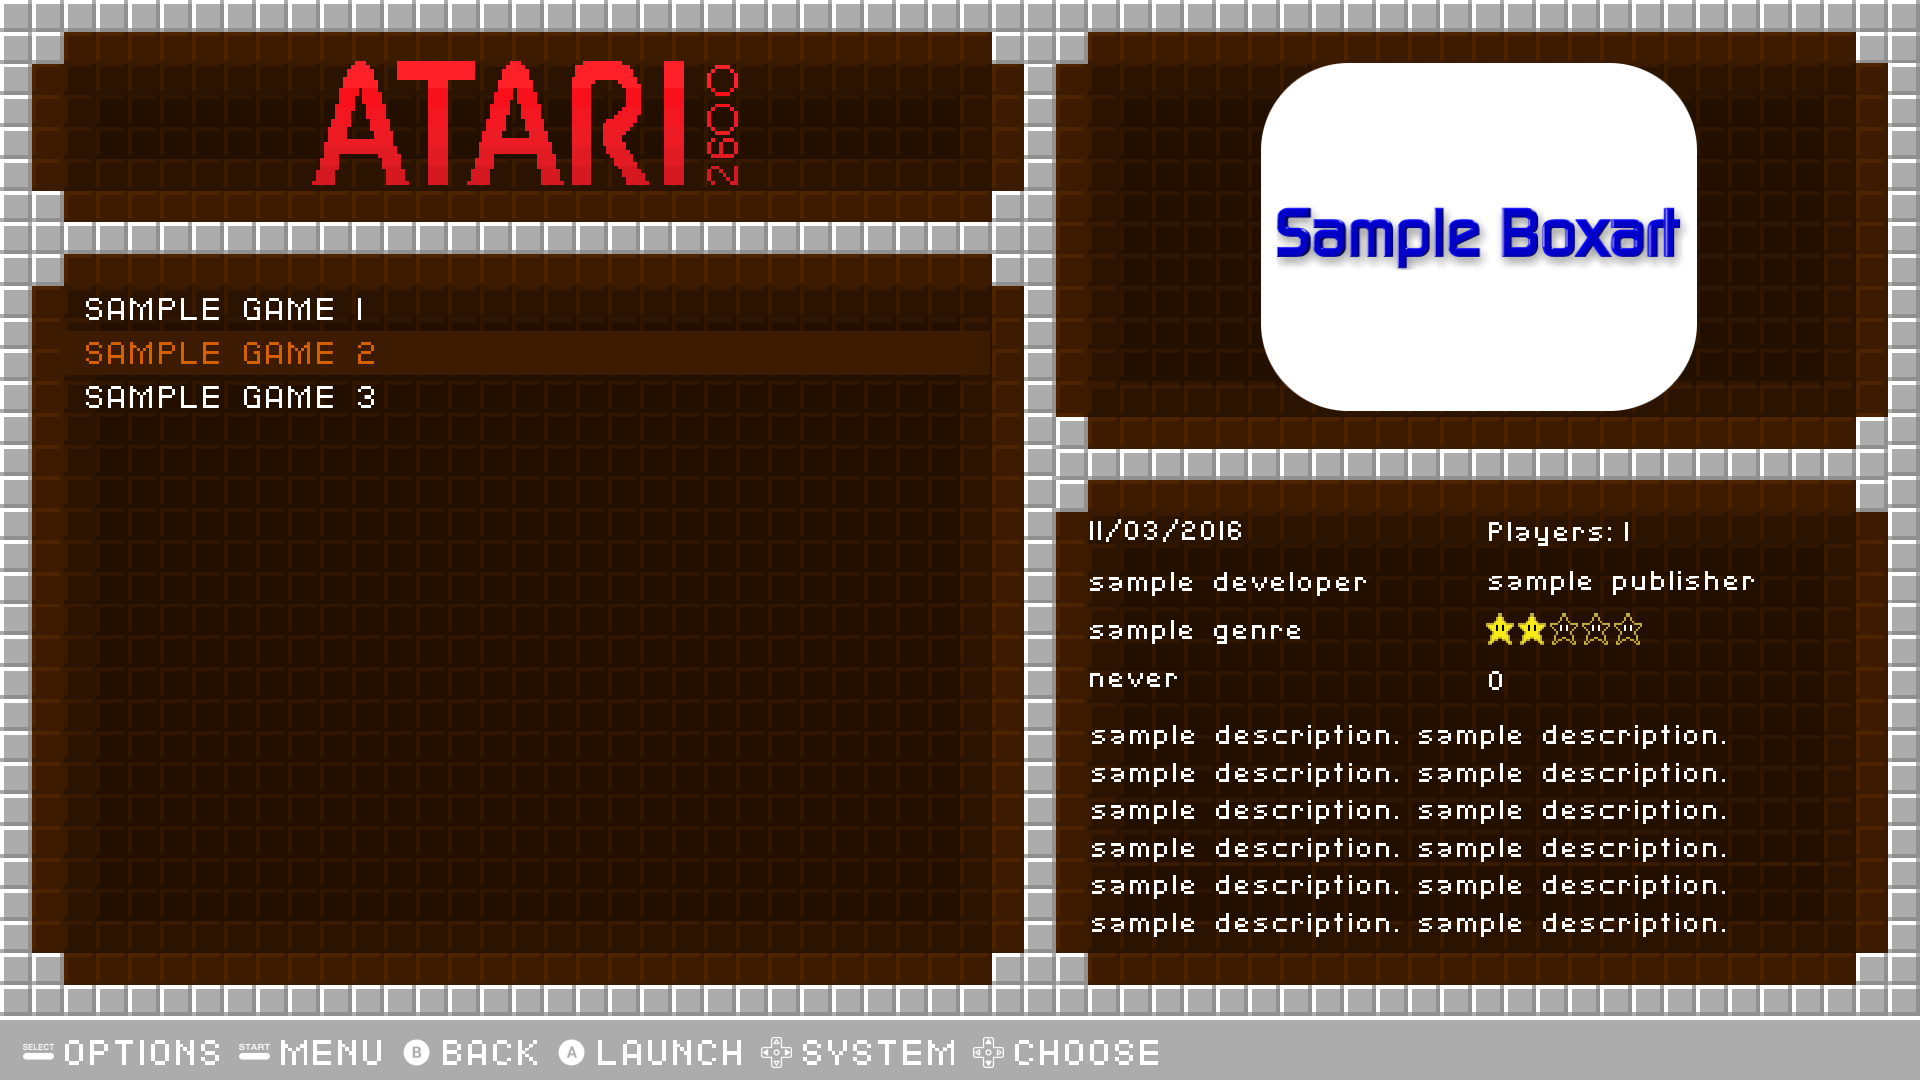 ATARI 2600
SAMPLE GAME 1
SAMPLE GAME 2
SAMPLE GAME 3
Sample Boxart
11/03/2016 Players: 1
sample developer sample publisher
sample genre
never 0
sample description. sample description.
sample description. sample description.
sample description. sample description.
sample description. sample description.
sample description. sample description.
sample description. sample description.
SELECT OPTIONS START MENU B BACK A LAUNCH SYSTEM CHOOSE